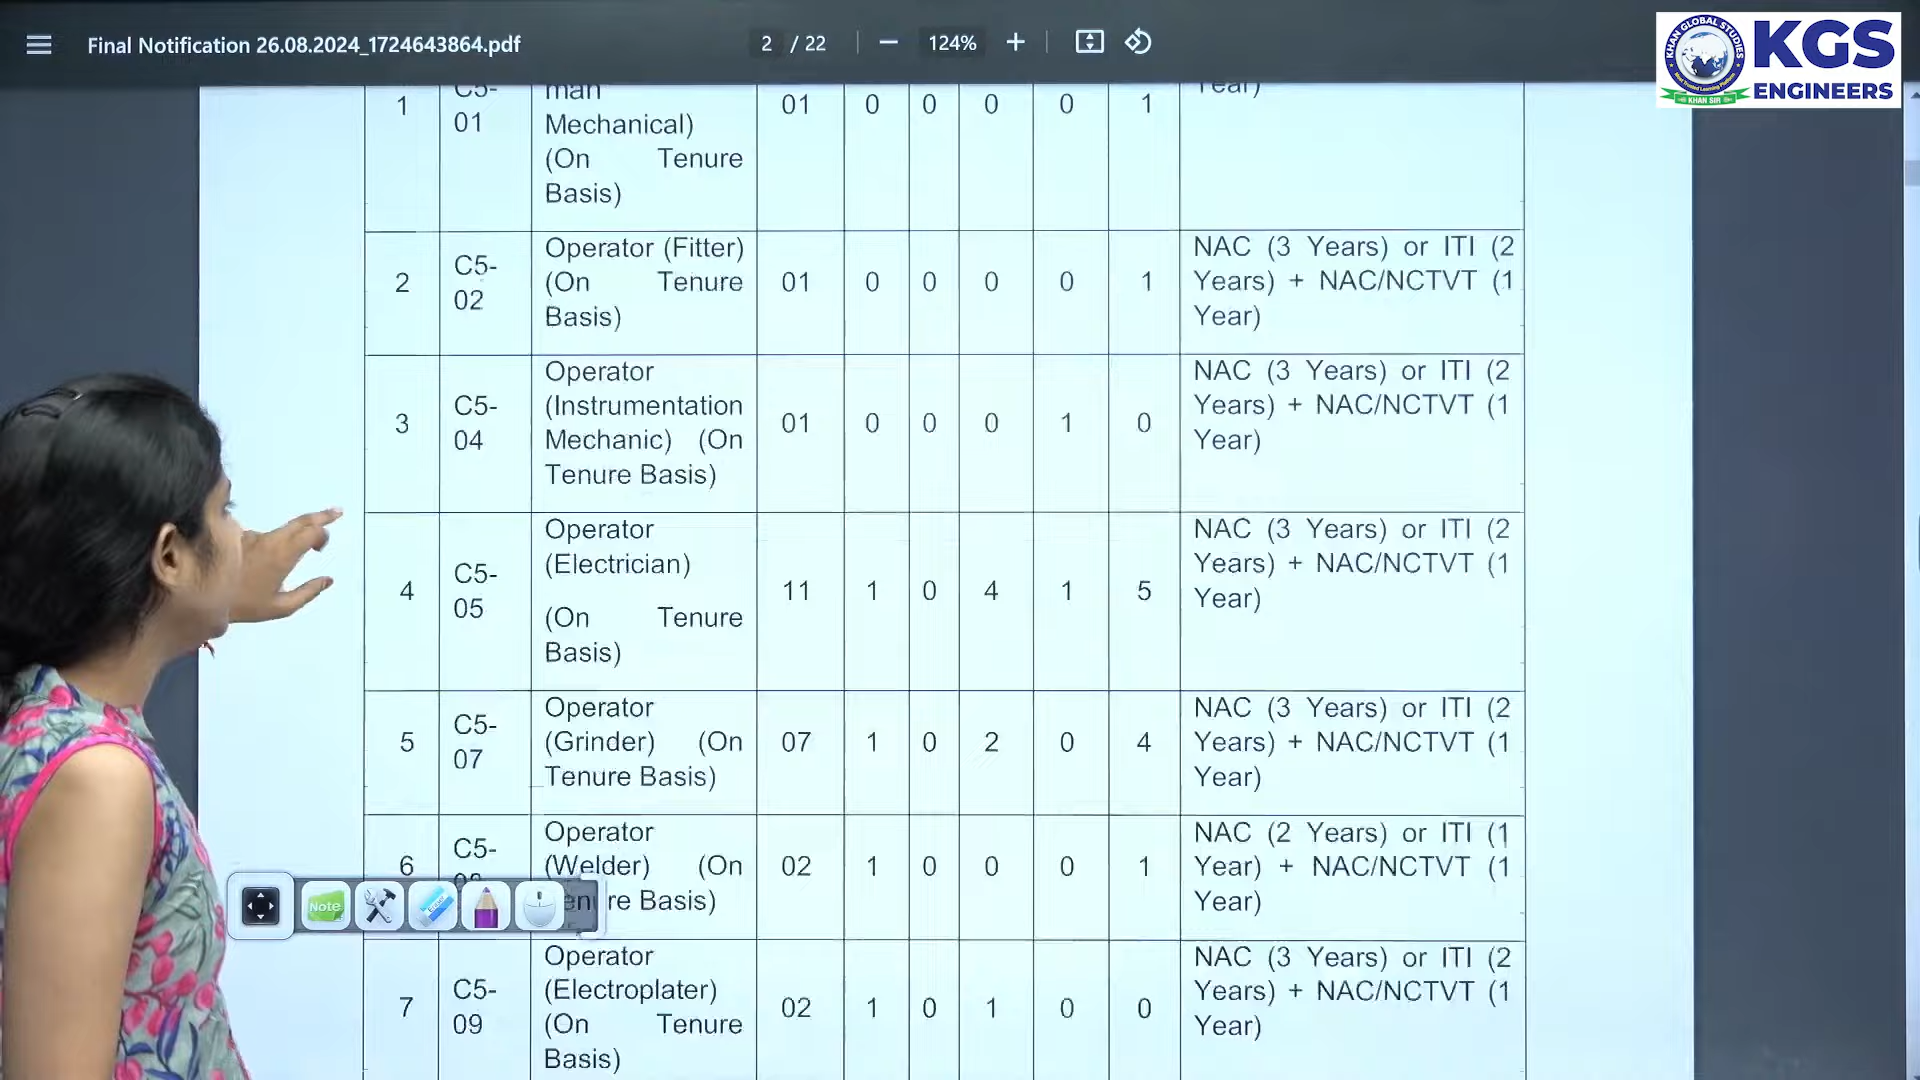 Final Notification 26.08.2024_1724643864.pdf
2 / 22
124%
KHAN GLOBAL STUDIES
KHAN SIR
KGS
ENGINEERS
1
C5-
01
man
Mechanical)
(On Tenure
Basis)
01 0 0 0 0 1
Year)
2
C5-
02
Operator (Fitter)
(On Tenure
Basis)
01 0 0 0 0 1
NAC (3 Years) or ITI (2
Years) + NAC/NCTVT (1
Year)
3
C5-
04
Operator
(Instrumentation
Mechanic) (On
Tenure Basis)
01 0 0 0 1 0
NAC (3 Years) or ITI (2
Years) + NAC/NCTVT (1
Year)
4
C5-
05
Operator
(Electrician)
(On Tenure
Basis)
11 1 0 4 1 5
NAC (3 Years) or ITI (2
Years) + NAC/NCTVT (1
Year)
5
C5-
07
Operator
(Grinder) (On
Tenure Basis)
07 1 0 2 0 4
NAC (3 Years) or ITI (2
Years) + NAC/NCTVT (1
Year)
6
C5-
Operator
(Welder) (On
Tenure Basis)
02 1 0 0 0 1
NAC (2 Years) or ITI (1
Year) + NAC/NCTVT (1
Year)
Note
7
C5-
09
Operator
(Electroplater)
(On Tenure
Basis)
02 1 0 1 0 0
NAC (3 Years) or ITI (2
Years) + NAC/NCTVT (1
Year)